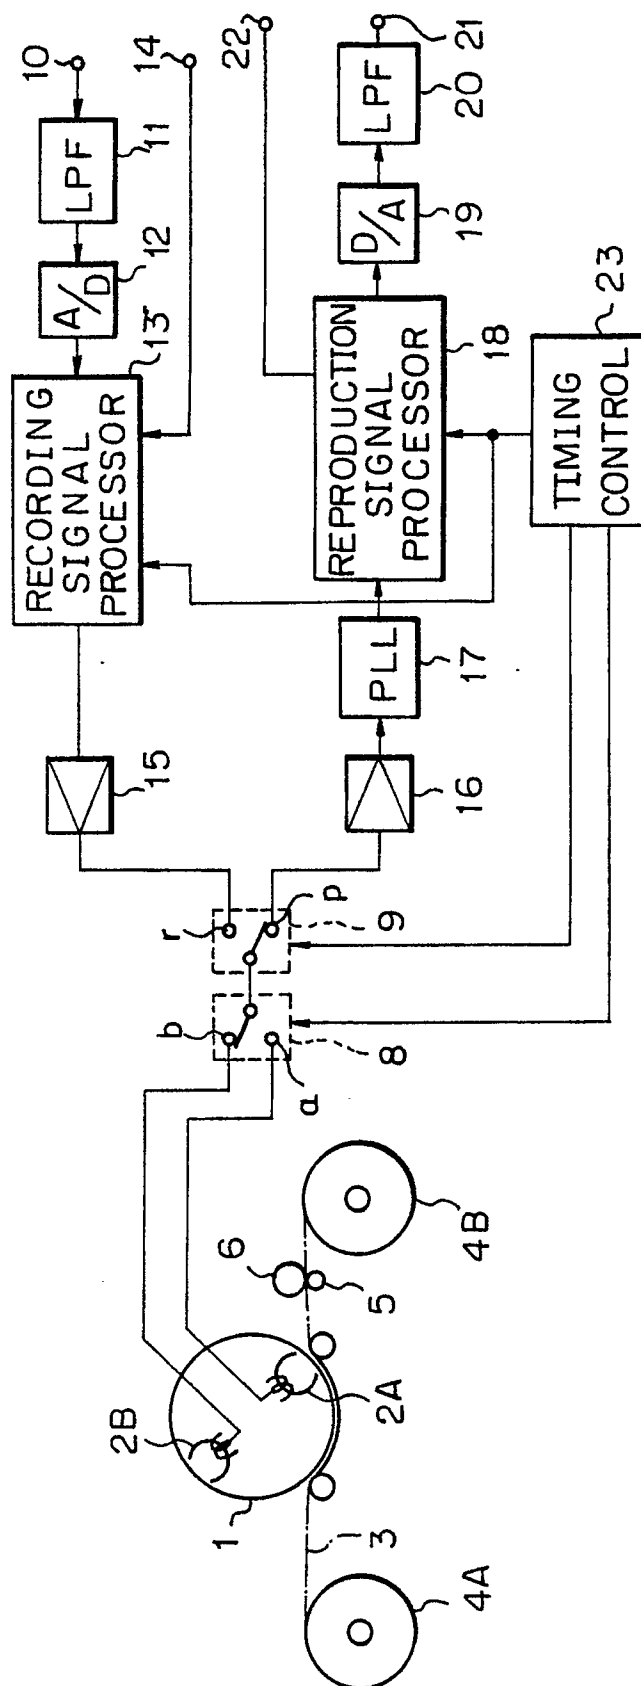 10
LPF
11
A/D
12
RECORDING
SIGNAL
PROCESSOR
13
14
15
22
21
LPF
20
D/A
19
REPRODUCTION
SIGNAL
PROCESSOR
18
PLL
17
16
TIMING
CONTROL
23
r
p
9
b
a
8
2B
2A
1
3
4A
4B
5
6